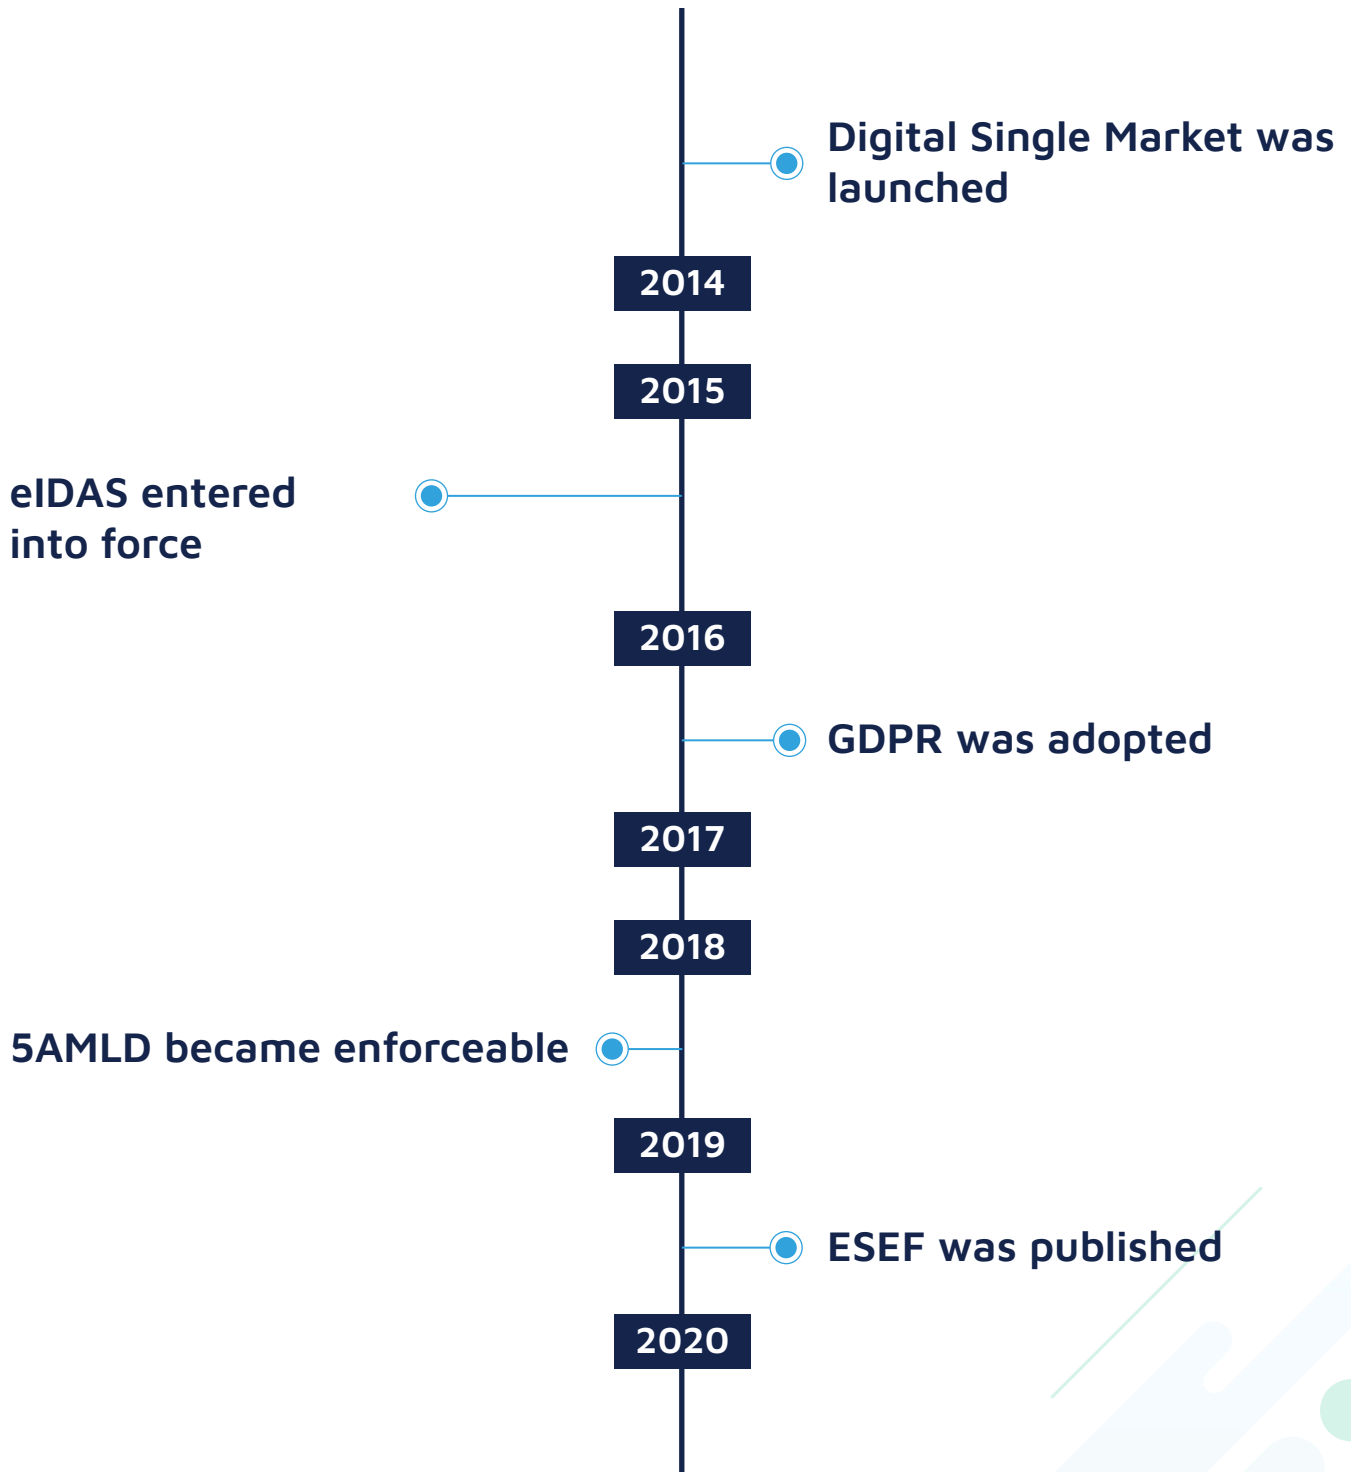 Digital Single Market was
launched
2014
2015
eIDAS entered
into force
2016
GDPR was adopted
2017
2018
5AMLD became enforceable
2019
ESEF was published
2020